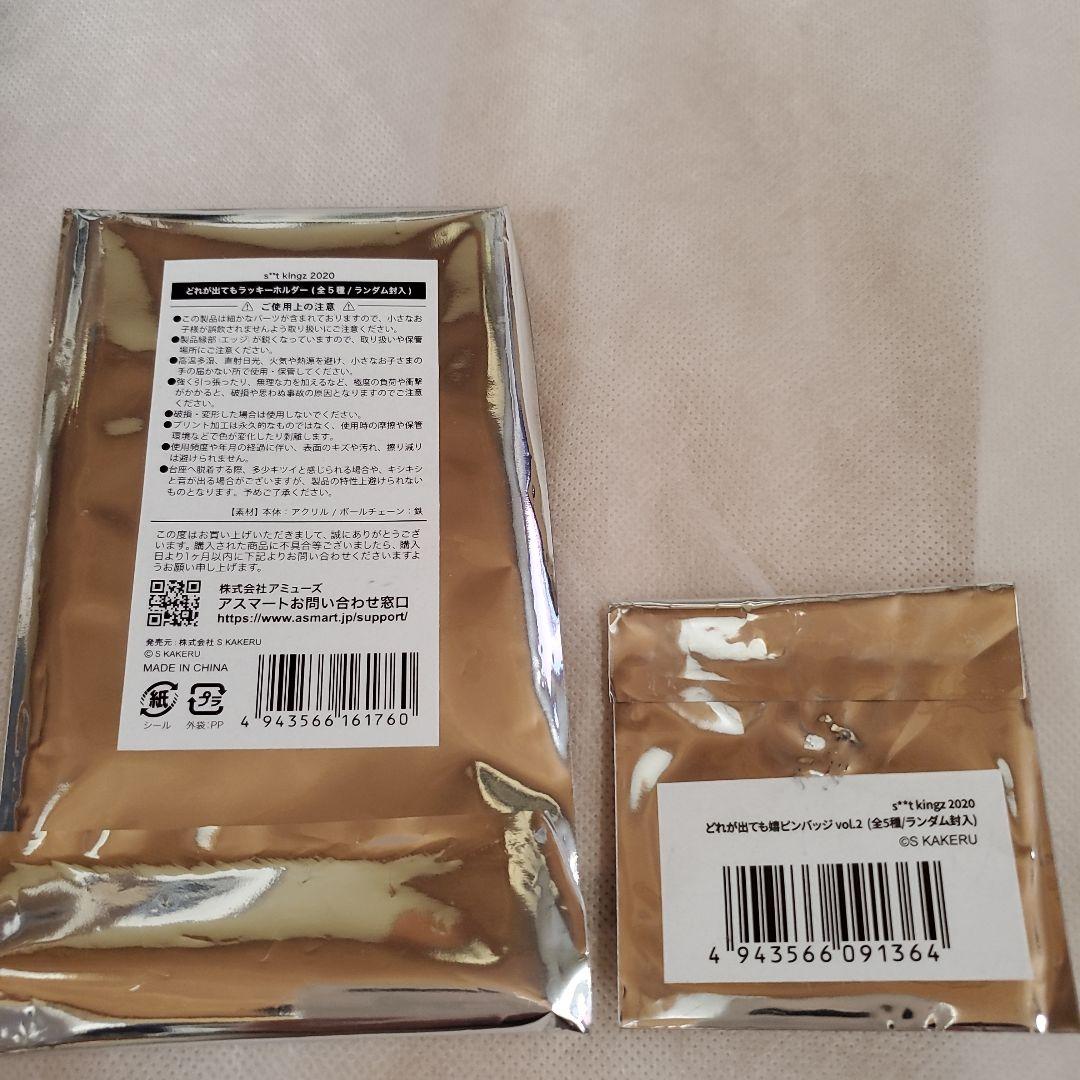 s**t kingz 2020
どれが出てもラッキーホルダー(全5種/ランダム封入)
ご使用上の注意
●この製品は細かなパーツが含まれておりますので、小さなお
子様が誤飲されませんよう取り扱いにご注意ください。
●製品縁部(エッジ)が鋭くなっていますので、取り扱いや保管
場所にご注意ください。
●高温多湿、直射日光、火気や熱源を避け、小さなお子さまの
手の届かない所で使用・保管してください。
●強く引っ張ったり、無理な力を加えるなど、極度の負荷や衝撃
がかかると、破損や思わぬ事故の原因となりますのでご注意
ください。
●破損・変形した場合は使用しないでください。
●プリント加工は永久的なものではなく、使用時の摩擦や保管
環境などで色が変化したり剥離します。
●使用頻度や年月の経過に伴い、表面のキズや汚れ、擦り減り
は避けられません。
●台座へ脱着する際、多少キツイと感じられる場合や、キシキシ
と音が出る場合がございますが、製品の特性上避けられない
ものとなります。予めご了承ください。
【素材】本体:アクリル/ボールチェーン:鉄
この度はお買い上げいただきまして、誠にありがとうござ
います。購入された商品に不具合等ございましたら、購入
日より1ヶ月以内に下記よりお問い合わせくださいますよ
うお願い申し上げます。
株式会社アミューズ
アスマートお問い合わせ窓口
https://www.asmart.jp/support/
発売元:株式会社 S KAKERU
© S KAKERU
MADE IN CHINA
紙
シール
プラ
外袋:PP
4 943566 161760
s**t kingz 2020
どれが出ても嬉ピンバッジ vol.2 (全5種/ランダム封入)
©S KAKERU
4 943566 091364